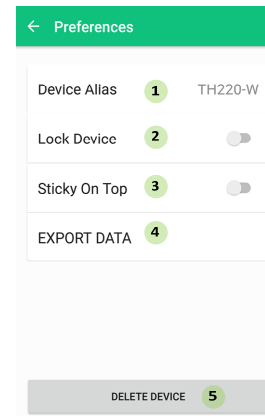 ← Preferences
Device Alias 1 TH220-W
Lock Device 2
Sticky On Top 3
EXPORT DATA 4
DELETE DEVICE 5